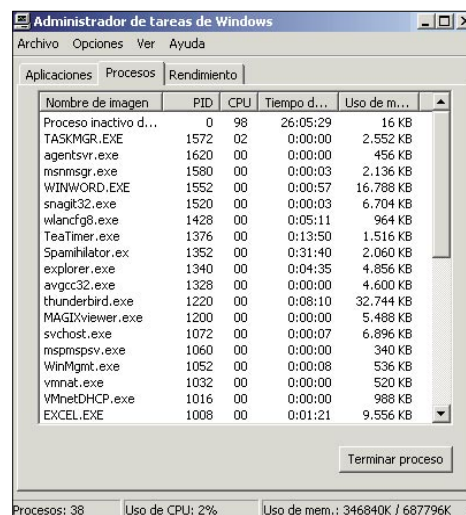 Administrador de tareas de Windows
Archivo Opciones Ver Ayuda
Aplicaciones Procesos Rendimiento
Nombre de imagen PID CPU Tiempo d... Uso de m...
Proceso inactivo d... 0 98 26:05:29 16 KB
TASKMGR.EXE 1572 02 0:00:00 2.552 KB
agentsvr.exe 1620 00 0:00:00 456 KB
msnmsgr.exe 1580 00 0:00:03 2.136 KB
WINWORD.EXE 1552 00 0:00:57 16.788 KB
snagit32.exe 1520 00 0:00:03 6.704 KB
wlancfg8.exe 1428 00 0:05:11 964 KB
TeaTimer.exe 1376 00 0:13:50 1.516 KB
Spamihilator.ex 1352 00 0:31:40 2.060 KB
explorer.exe 1340 00 0:04:35 4.856 KB
avgcc32.exe 1328 00 0:00:00 4.600 KB
thunderbird.exe 1220 00 0:08:10 32.744 KB
MAGIXviewer.exe 1200 00 0:00:00 5.488 KB
svchost.exe 1072 00 0:00:07 6.896 KB
mspmspsv.exe 1060 00 0:00:00 340 KB
WinMgmt.exe 1052 00 0:00:08 536 KB
vmnat.exe 1032 00 0:00:00 520 KB
VMnetDHCP.exe 1016 00 0:00:00 988 KB
EXCEL.EXE 1008 00 0:01:21 9.556 KB
Terminar proceso
Procesos: 38 Uso de CPU: 2% Uso de mem.: 346840K / 687796K